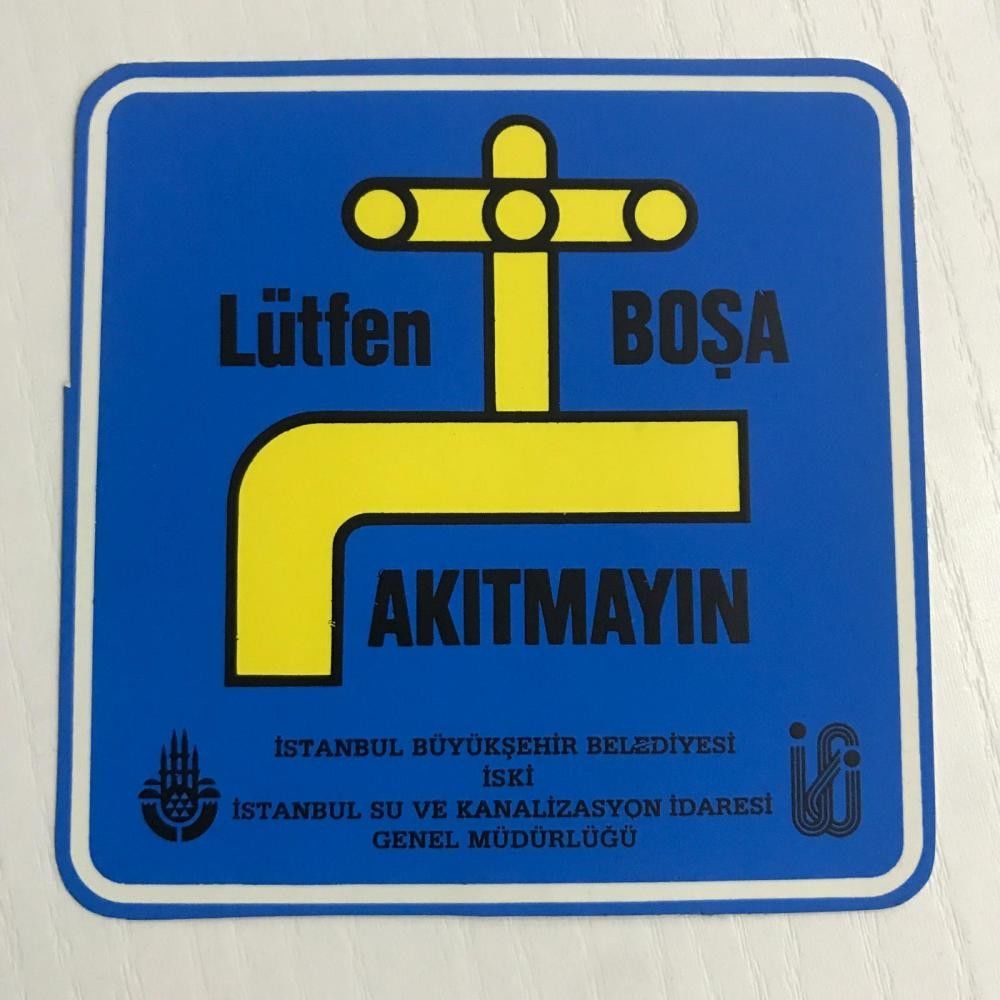 Lütfen BOŞA
AKITMAYIN
İSTANBUL BÜYÜKŞEHİR BELEDİYESİ
İSKİ
İSTANBUL SU VE KANALİZASYON İDARESİ
GENEL MÜDÜRLÜĞÜ